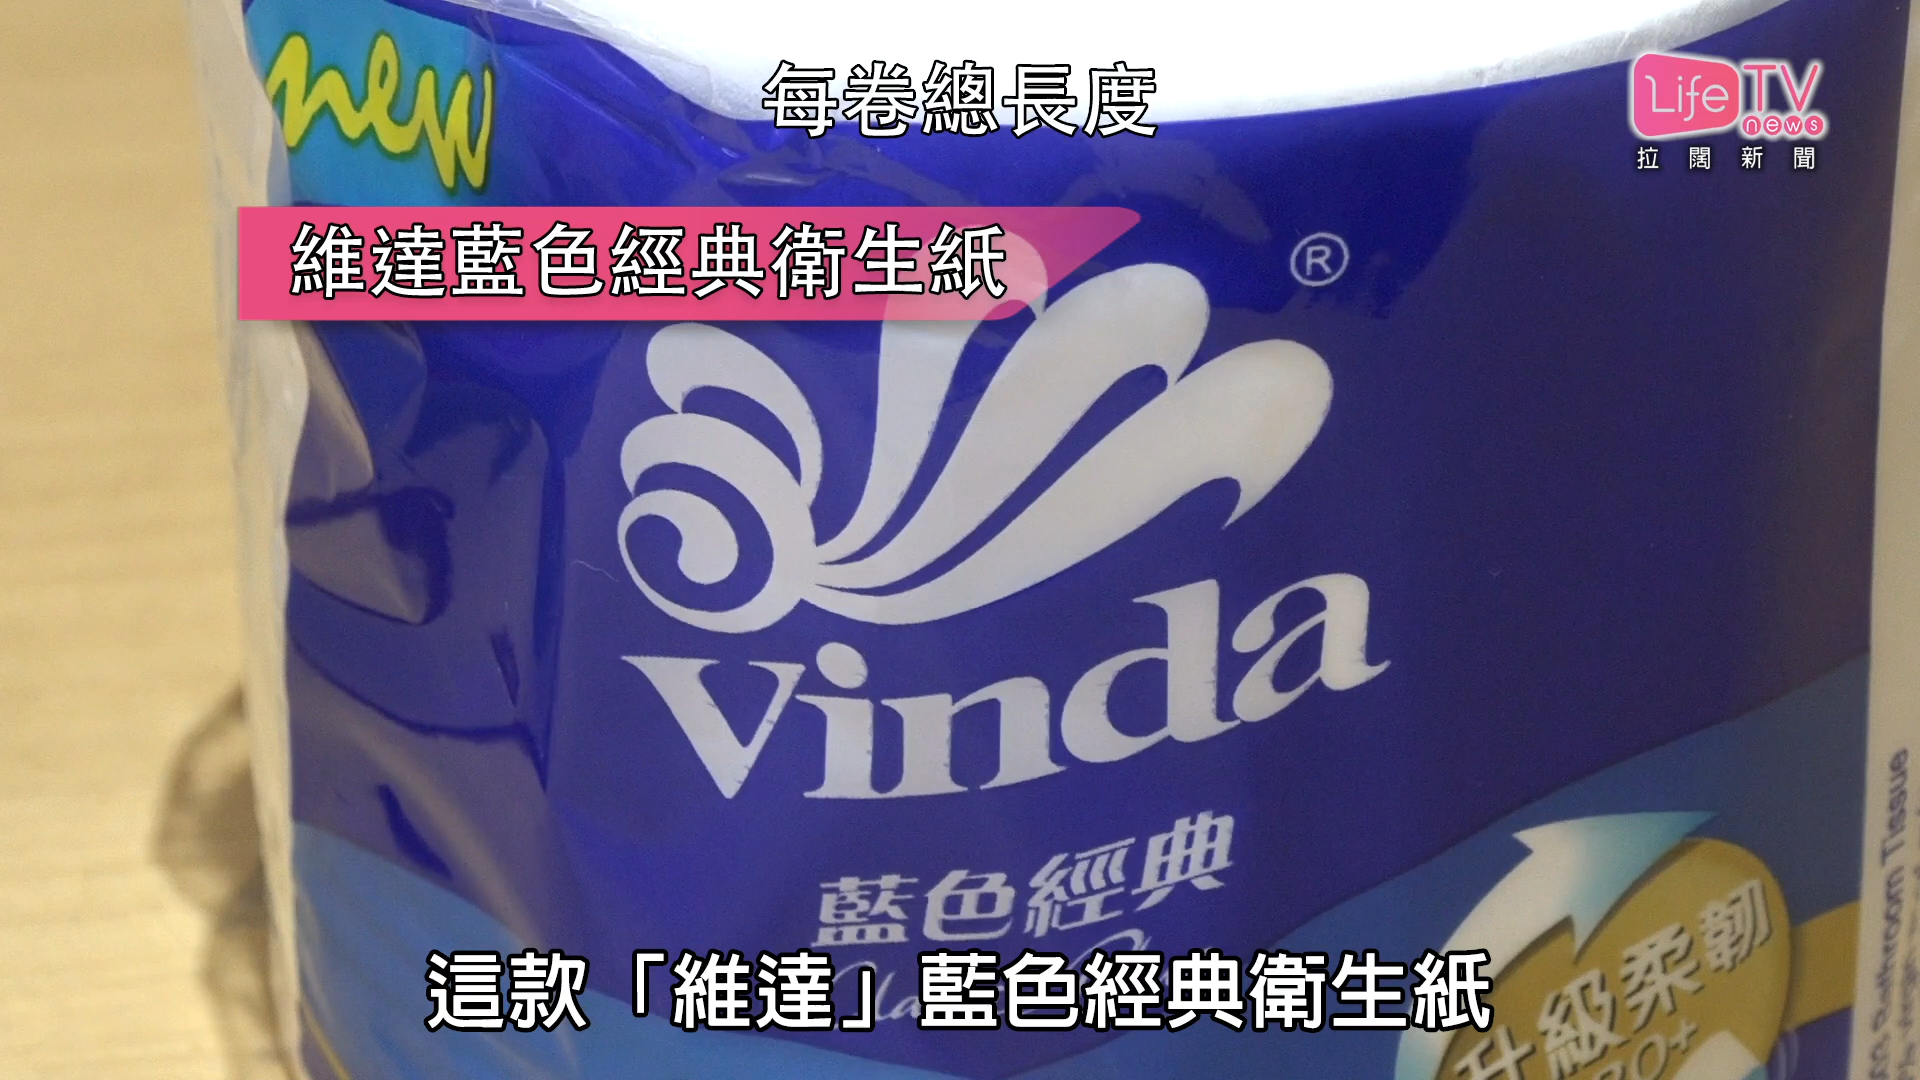 new
每卷總長度
Life TV
news
拉闊新聞
維達藍色經典衛生紙
®
Vinda
藍色經典
這款「維達」藍色經典衛生紙
升級柔韌
Bathroom Tissue